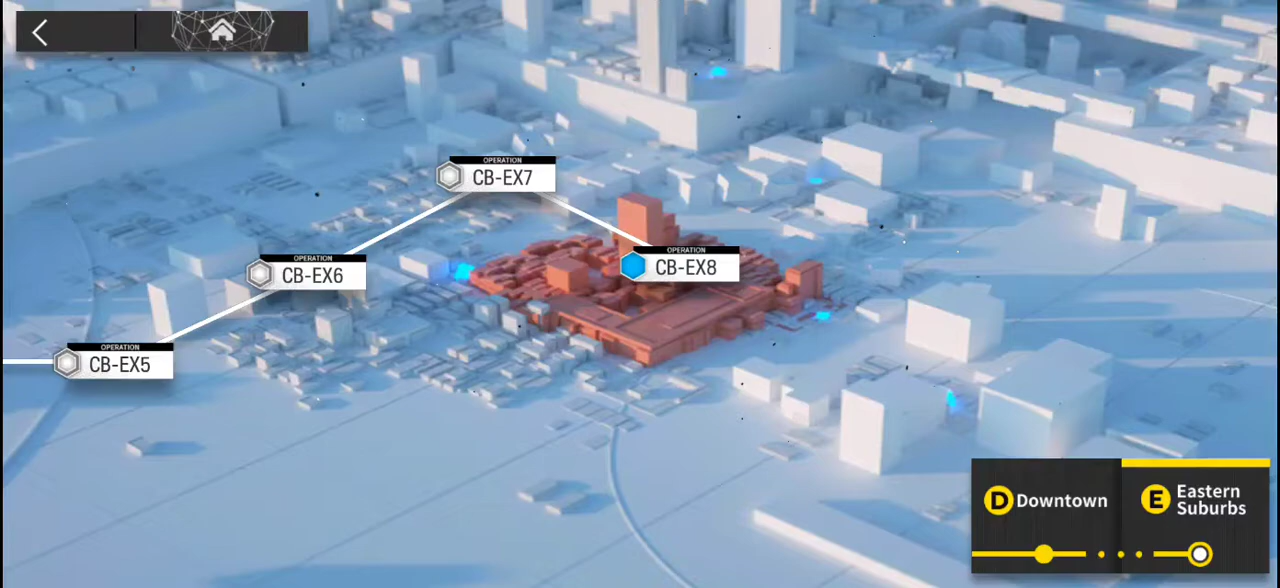 OPERATION
CB-EX7
OPERATION
CB-EX8
OPERATION
CB-EX6
OPERATION
CB-EX5
D Downtown
E Eastern
Suburbs